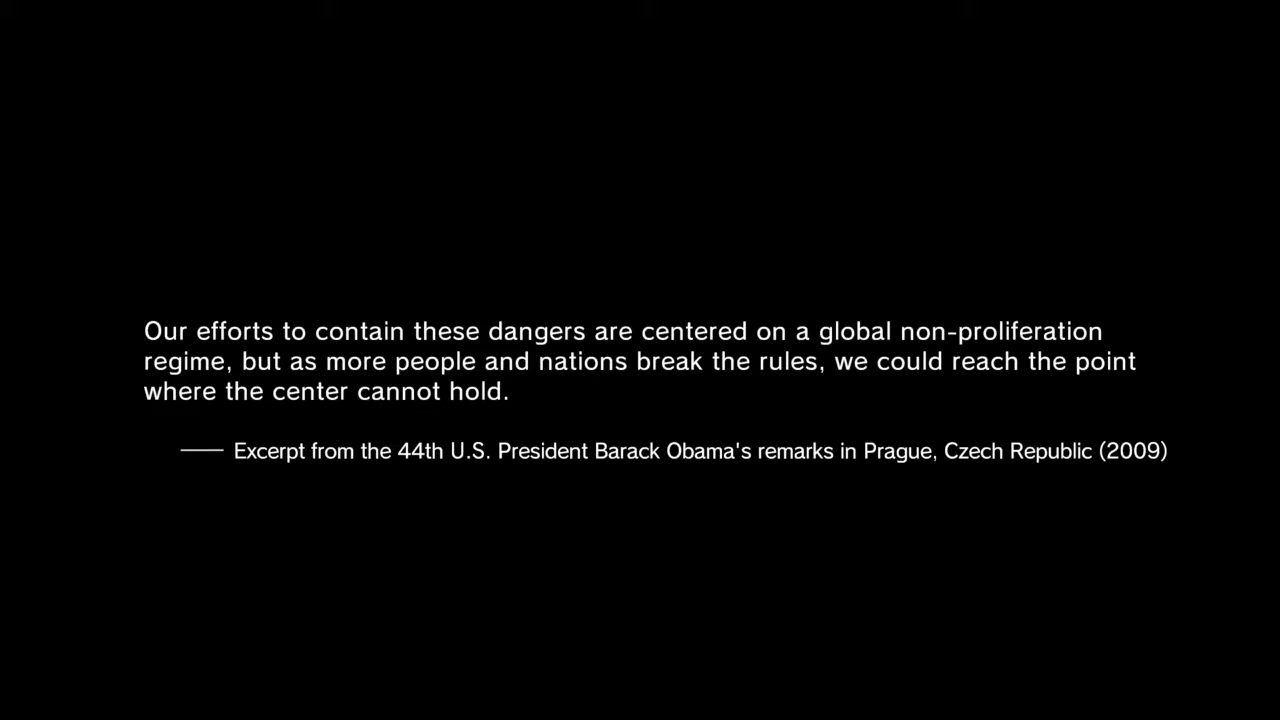 Our efforts to contain these dangers are centered on a global non-proliferation
regime, but as more people and nations break the rules, we could reach the point
where the center cannot hold.
—— Excerpt from the 44th U.S. President Barack Obama's remarks in Prague, Czech Republic (2009)